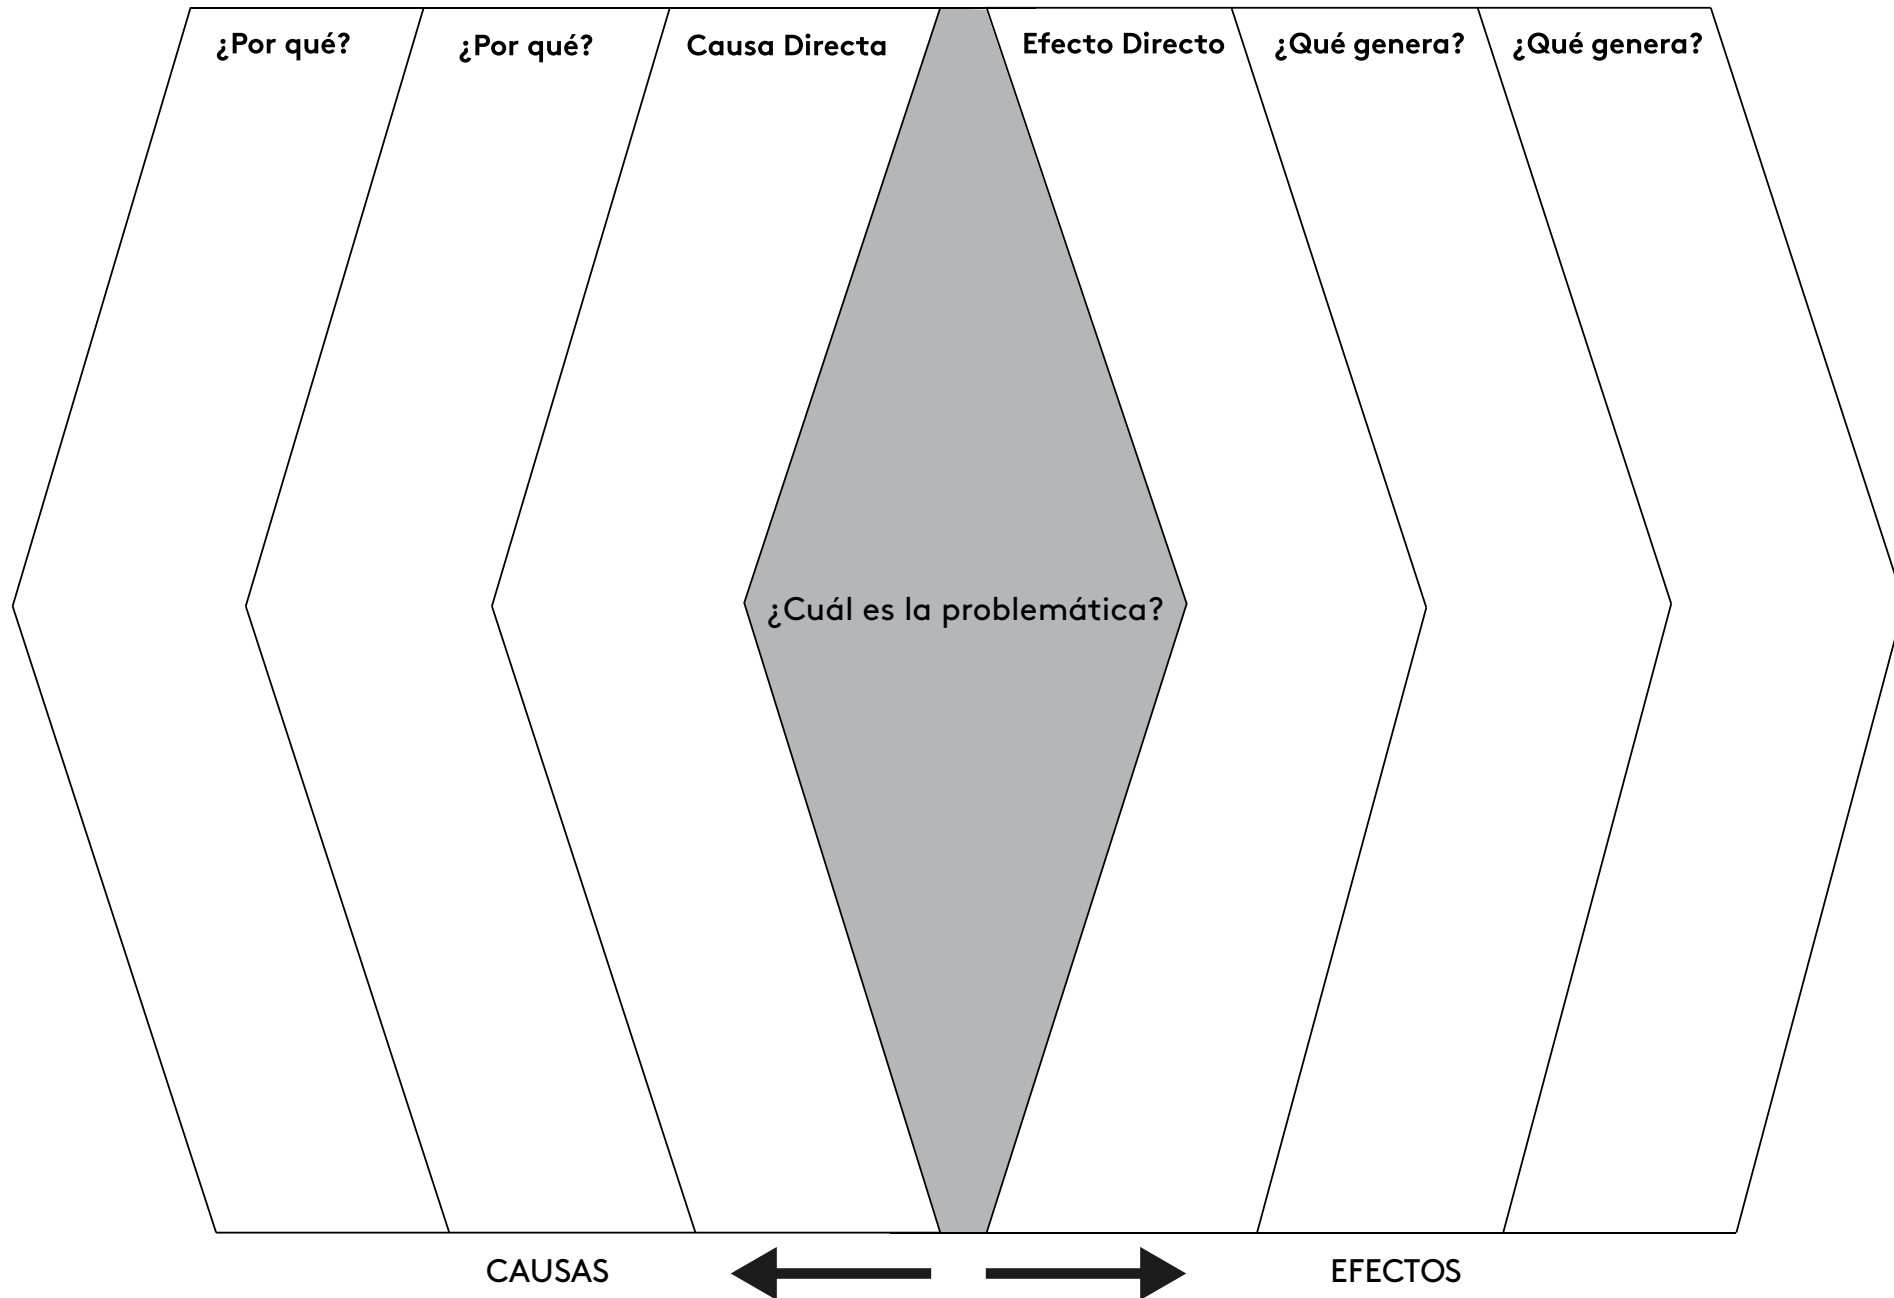 ¿Por qué?
¿Por qué?
Causa Directa
Efecto Directo
¿Qué genera?
¿Qué genera?
¿Cuál es la problemática?
CAUSAS
EFECTOS